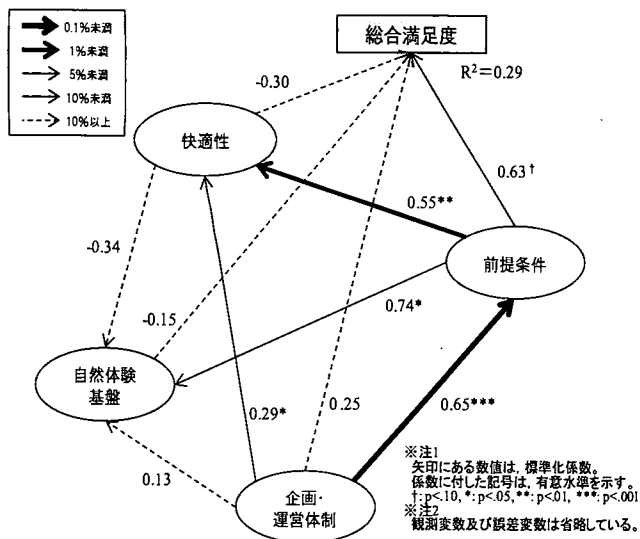 0.1%未満
1%未満
5%未満
10%未満
10%以上
総合満足度
R²=0.29
-0.30
快適性
0.63†
0.55**
前提条件
-0.34
-0.15
0.74*
自然体験
基盤
0.29*
0.25
0.65***
0.13
企画・
運営体制
※注1
矢印にある数値は,標準化係数。
係数に付した記号は,有意水準を示す。
†:p<.10, *:p<.05, **:p<.01, ***:p<.001
※注2
観測変数及び誤差変数は省略している。